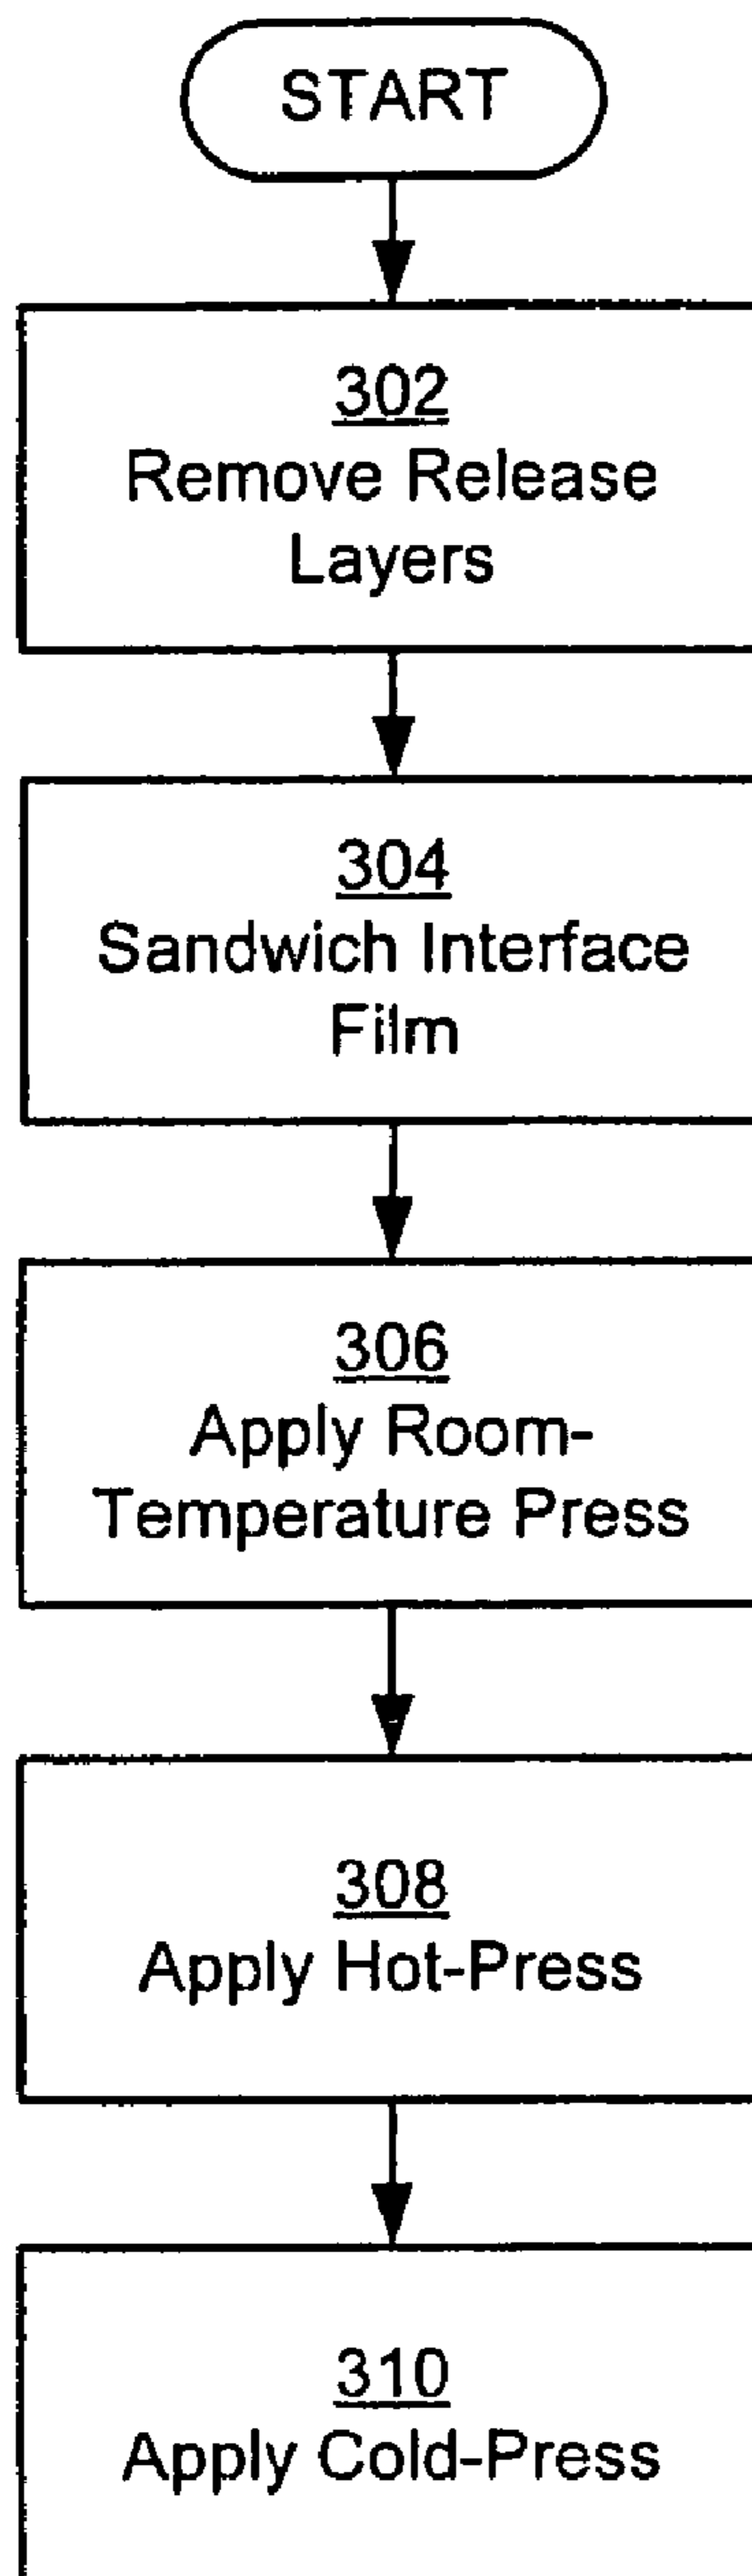 START
302
Remove Release
Layers
304
Sandwich Interface
Film
306
Apply Room-
Temperature Press
308
Apply Hot-Press
310
Apply Cold-Press